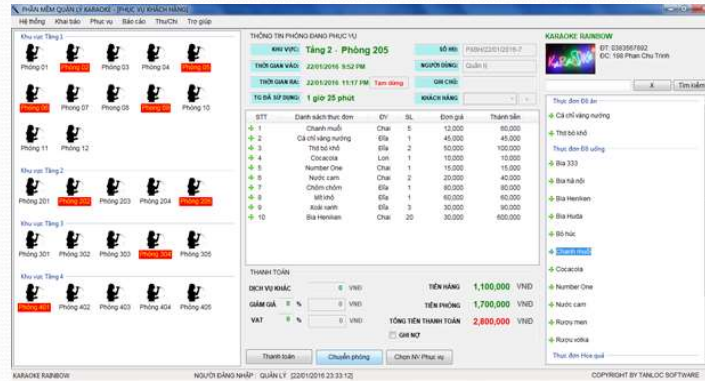 PHẦN MỀM QUẢN LÝ KARAOKE - [PHỤC VỤ KHÁCH HÀNG]
Hệ thống Khai báo Phục vụ Báo cáo Thu/Chi Trợ giúp
Khu vực Tầng 1
Phòng 01 Phòng 02 Phòng 03 Phòng 04 Phòng 05
Phòng 06 Phòng 07 Phòng 08 Phòng 09 Phòng 10
Phòng 11 Phòng 12
Khu vực Tầng 2
Phòng 201 Phòng 202 Phòng 203 Phòng 204 Phòng 205
Khu vực Tầng 3
Phòng 301 Phòng 302 Phòng 303 Phòng 304 Phòng 305
Khu vực Tầng 4
Phòng 401 Phòng 402 Phòng 403 Phòng 404 Phòng 405
THÔNG TIN PHÒNG ĐANG PHỤC VỤ
KHU VỰC: Tầng 2 - Phòng 205 SỐ HĐ:
THỜI GIAN VÀO: 22/01/2016 9:52 PM NGƯỜI DÙNG: Quản lý
THỜI GIAN RA: 22/01/2016 11:17 PM Tạm dừng GHI CHÚ:
TG ĐÃ SỬ DỤNG: 1 giờ 25 phút KHÁCH HÀNG
STT Danh sách thực đơn ĐV SL Đơn giá Thành tiền
1 Chanh muối Chai 5 12,000 60,000
2 Cá chỉ vàng nướng Đĩa 1 45,000 45,000
3 Thịt bò khô Đĩa 2 50,000 100,000
4 Cocacola Lon 1 10,000 10,000
5 Number One Chai 1 15,000 15,000
6 Nước cam Chai 2 20,000 40,000
7 Chôm chôm Đĩa 1 80,000 80,000
8 Mít khô Đĩa 1 60,000 60,000
9 Xoài xanh Đĩa 3 30,000 90,000
10 Bia Heniken Chai 20 30,000 600,000
THANH TOÁN
DỊCH VỤ KHÁC 0 VNĐ TIỀN HÀNG 1,100,000 VNĐ
GIẢM GIÁ 0 % 0 VNĐ TIỀN PHÒNG 1,700,000 VNĐ
VAT 0 % 0 VNĐ TỔNG TIỀN THANH TOÁN 2,800,000 VNĐ
GHI NỢ
Thanh toán Chuyển phòng Chọn NV Phục vụ
KARAOKE RAINBOW
KARAOKE
ĐT: 0383567892
ĐC: 198 Phan Chu Trinh
X Tìm kiếm
Thực đơn Đồ ăn
Cá chỉ vàng nướng
Thịt bò khô
Thực đơn Đồ uống
Bia 333
Bia hà nội
Bia Heniken
Bia Huda
Bò húc
Chanh muối
Cocacola
Number One
Nước cam
Rượu men
Rượu vótka
Thực đơn Hoa quả
KARAOKE RAINBOW NGƯỜI ĐĂNG NHẬP : QUẢN LÝ [22/01/2016 23:33:12] COPYRIGHT BY TANLOC SOFTWARE